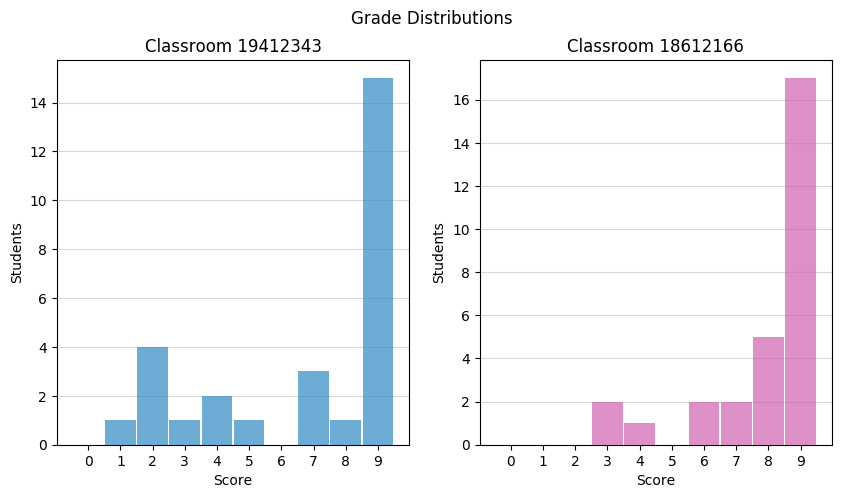 Grade Distributions
Classroom 19412343
Classroom 18612166
Students
14
12
10
8
6
4
2
0
0 1 2 3 4 5 6 7 8 9
Score
Students
16
14
12
10
8
6
4
2
0
0 1 2 3 4 5 6 7 8 9
Score